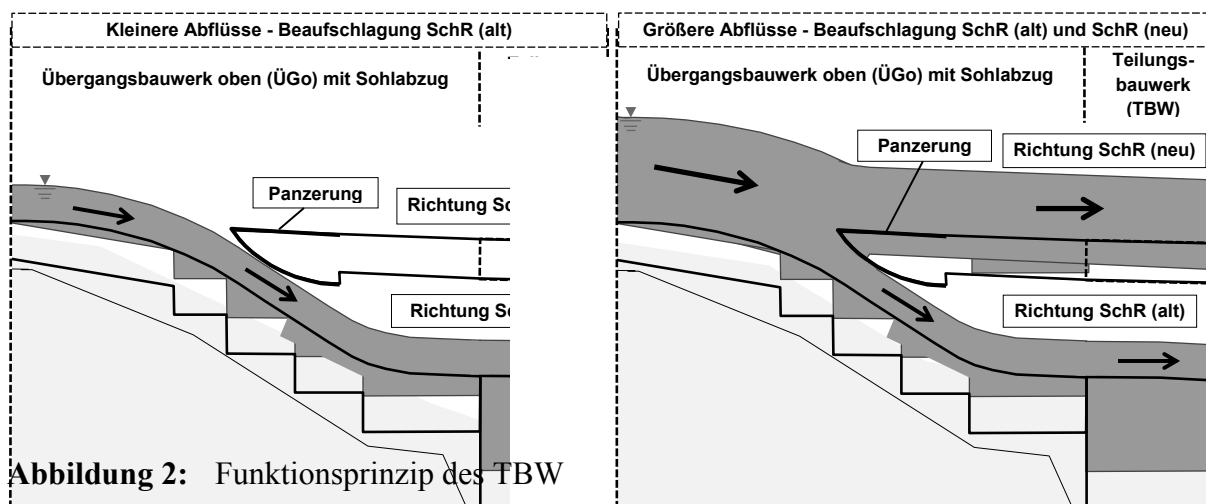 Kleinere Abflüsse - Beaufschlagung SchR (alt)
Übergangsbauwerk oben (ÜGo) mit Sohlabzug
Panzerung
Richtung
Richtung
Größere Abflüsse - Beaufschlagung SchR (alt) und SchR (neu)
Übergangsbauwerk oben (ÜGo) mit Sohlabzug
Teilungs-
bauwerk
(TBW)
Panzerung
Richtung SchR (neu)
Richtung SchR (alt)
Abbildung 2: Funktionsprinzip des TBW